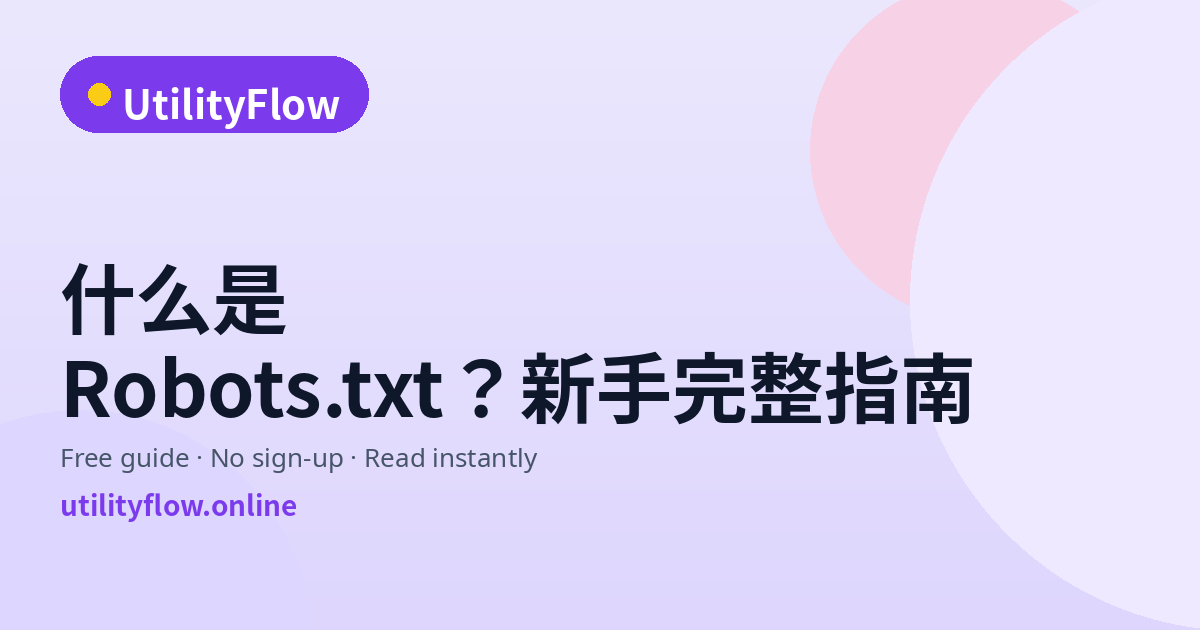 UtilityFlow
什么是
Robots.txt？新手完整指南
Free guide · No sign-up · Read instantly
utilityflow.online